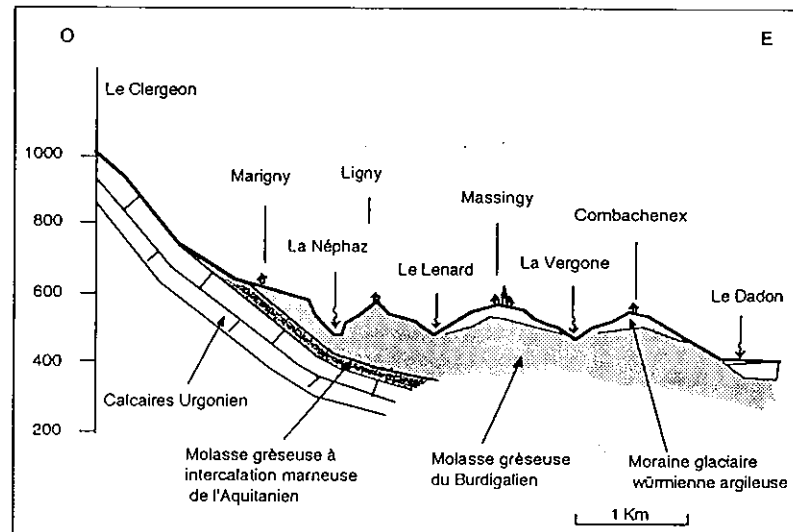 O
E
Le Clergeon
1000
800
600
400
200
Marigny
Ligny
Massingy
Combachenex
La Néphaz
Le Lenard
La Vergone
Le Dadon
Calcaires Urgonien
Molasse grèseuse à
intercalation marneuse
de l'Aquitanien
Molasse grèseuse
du Burdigalien
Moraine glaciaire
würmienne argileuse
1 Km